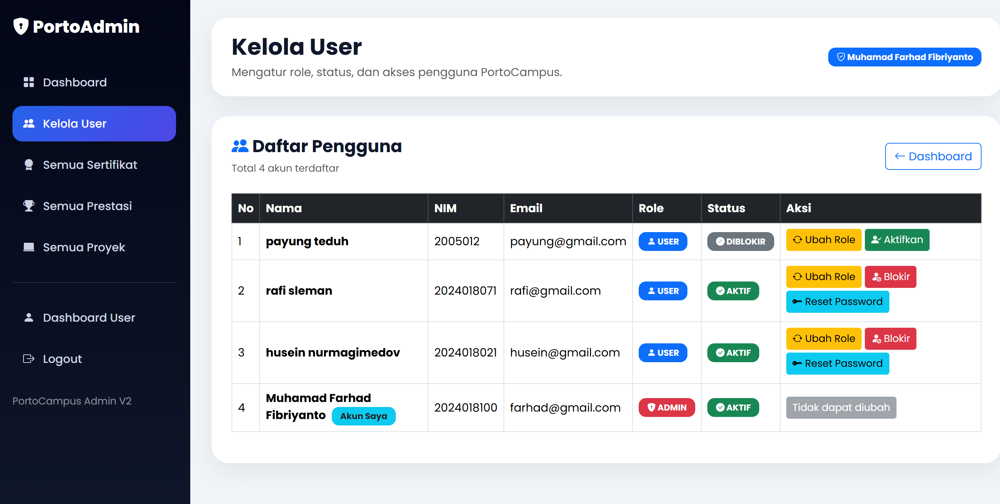 PortoAdmin
Dashboard
Kelola User
Semua Sertifikat
Semua Prestasi
Semua Proyek
Dashboard User
Logout
PortoCampus Admin V2
Kelola User
Mengatur role, status, dan akses pengguna PortoCampus.
Muhamad Farhad Fibriyanto
Daftar Pengguna
Total 4 akun terdaftar
← Dashboard
No Nama NIM Email Role Status Aksi
1 payung teduh 2005012 payung@gmail.com USER DIBLOKIR Ubah Role Aktifkan
2 rafi sleman 2024018071 rafi@gmail.com USER AKTIF Ubah Role Blokir
Reset Password
3 husein nurmagimedov 2024018021 husein@gmail.com USER AKTIF Ubah Role Blokir
Reset Password
4 Muhamad Farhad
Fibriyanto Akun Saya 2024018100 farhad@gmail.com ADMIN AKTIF Tidak dapat diubah